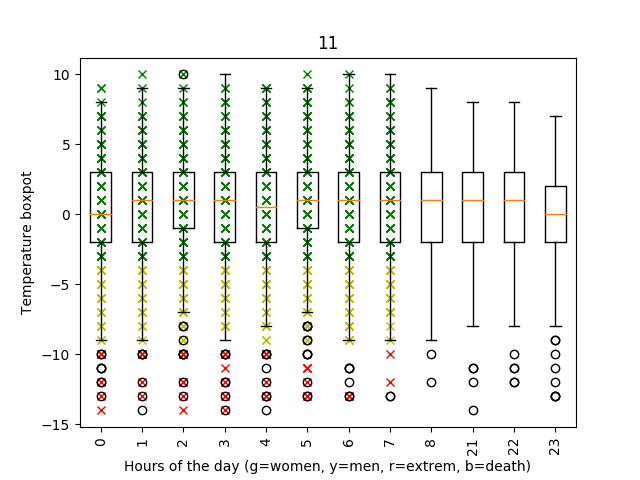 11
10
5
0
−5
−10
−15
Temperature boxpot
0 1 2 3 4 5 6 7 8 21 22 23
Hours of the day (g=women, y=men, r=extrem, b=death)